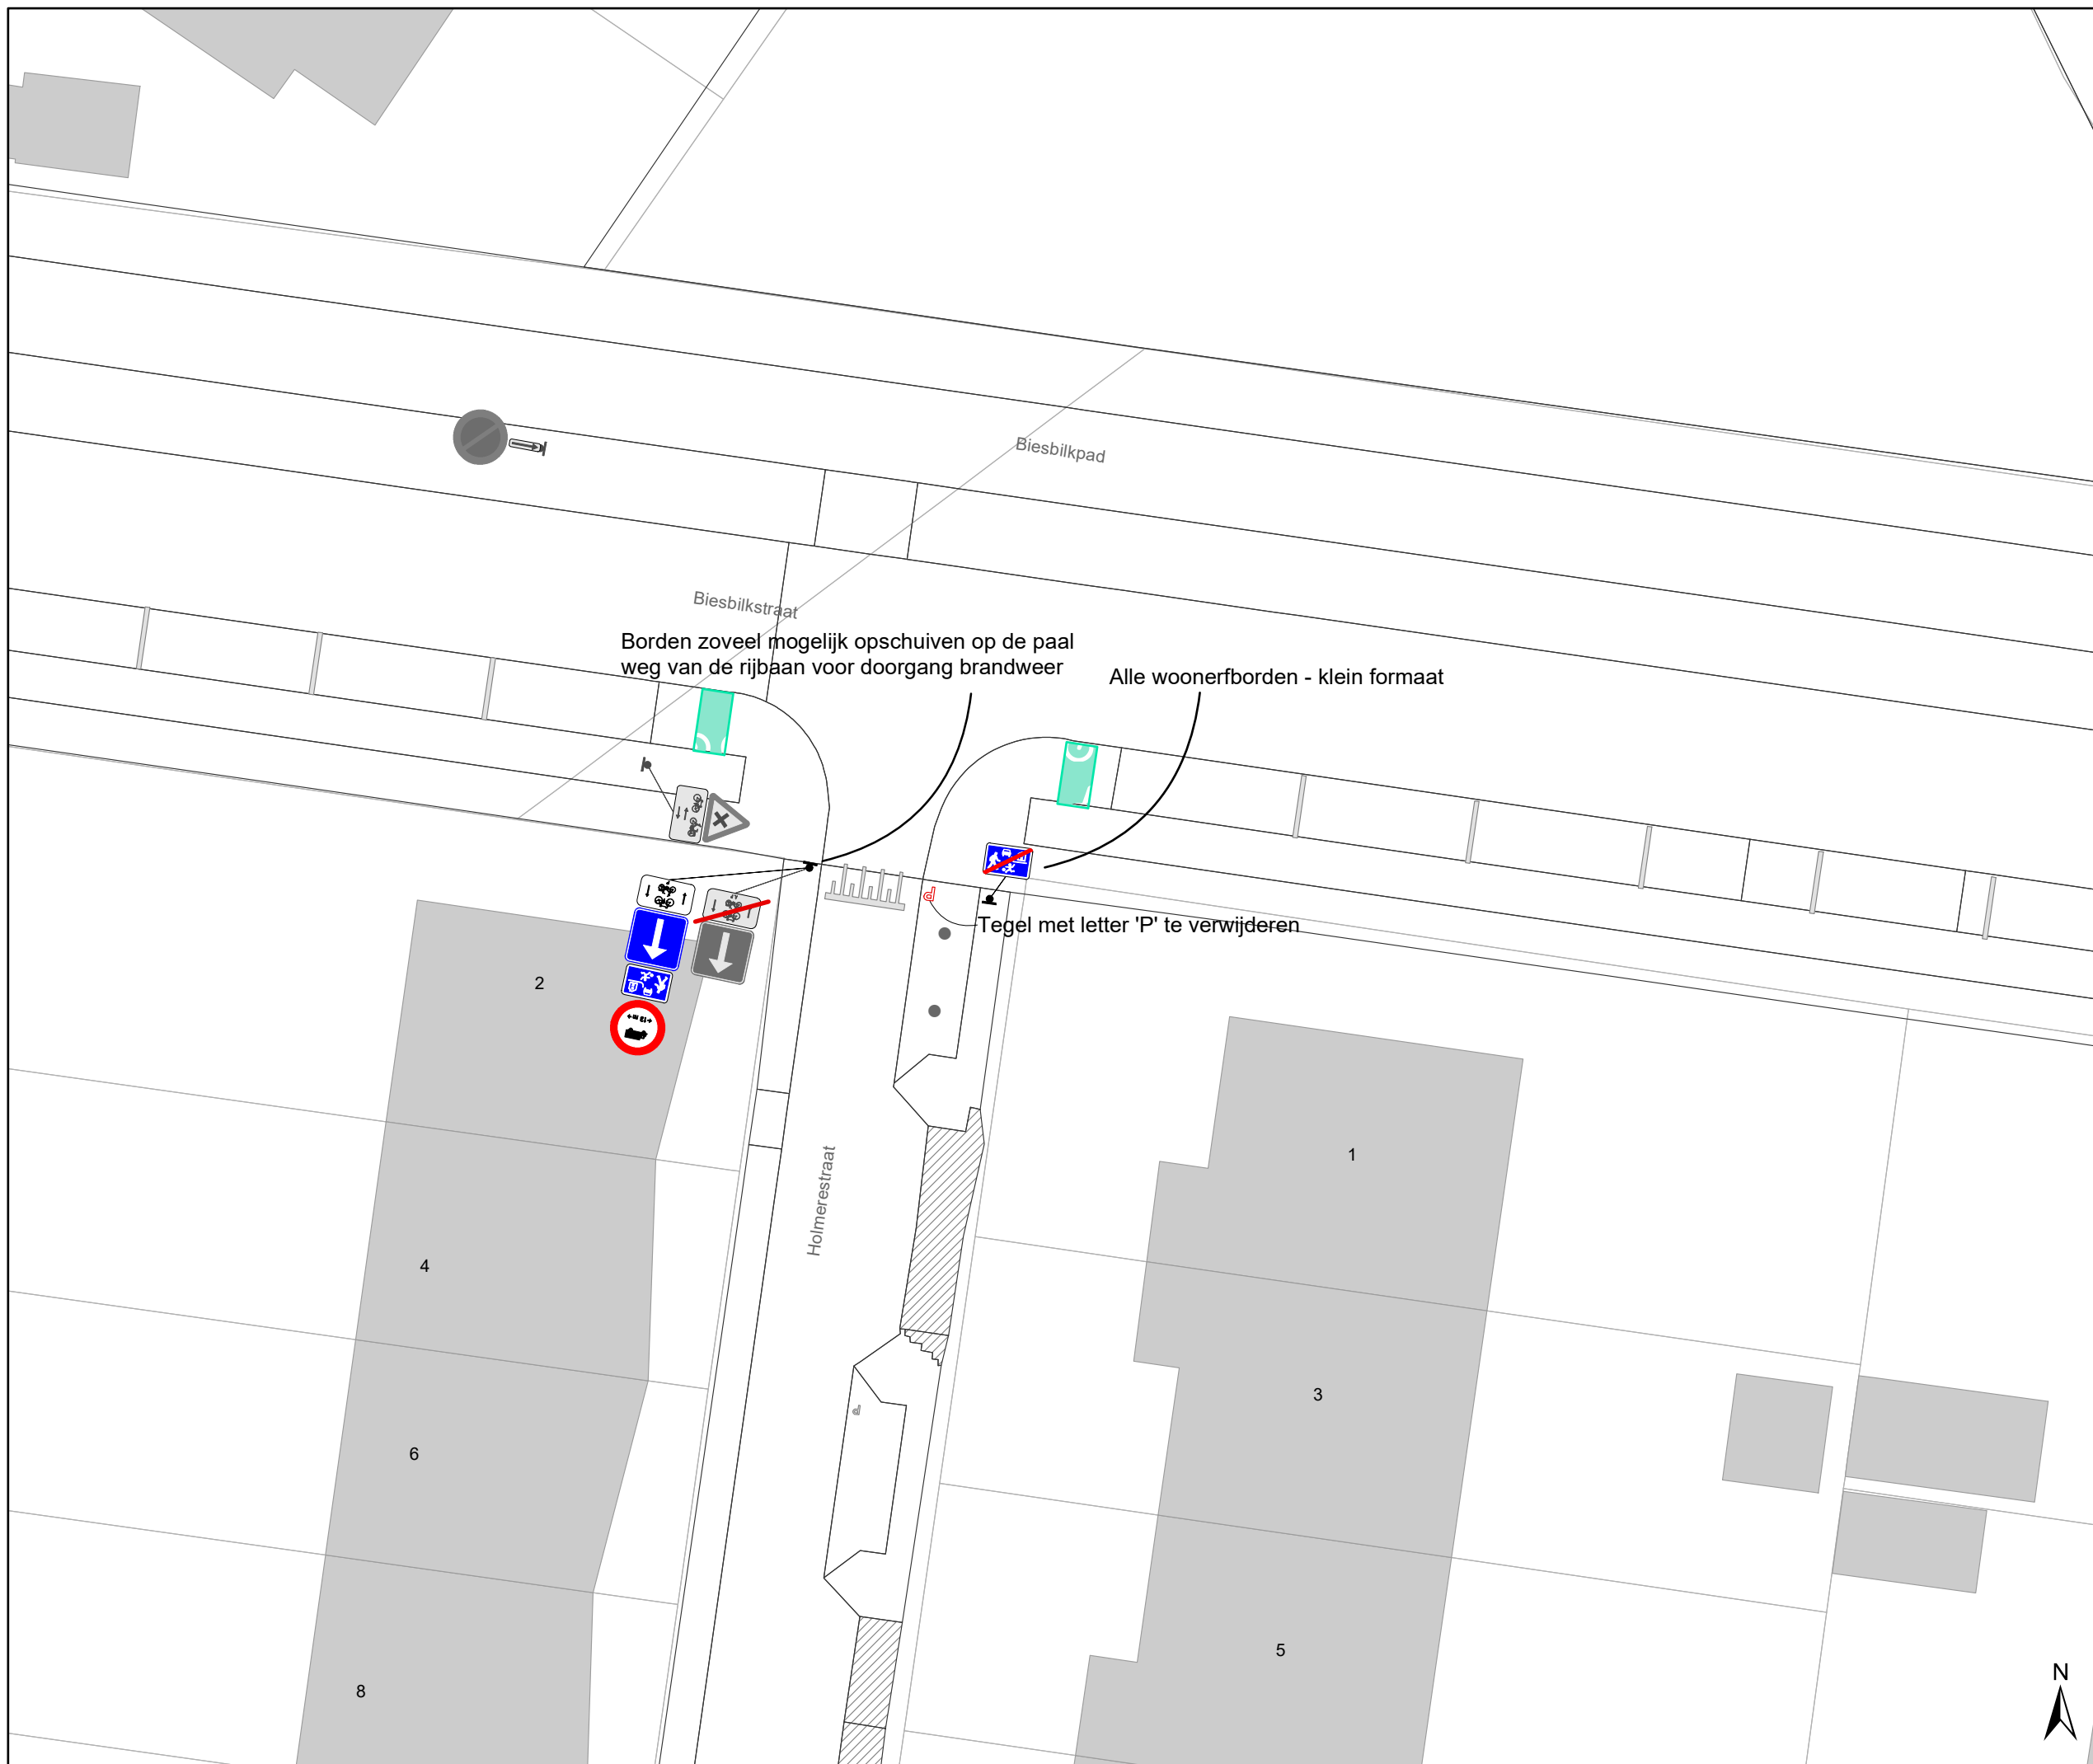 Biesbilkpad
Biesbilkstraat
Borden zoveel mogelijk opschuiven op de paal
weg van de rijbaan voor doorgang brandweer
Alle woonerfborden - klein formaat
P
Tegel met letter 'P' te verwijderen
2
13 m
1
Holmerestraat
4
3
P
6
5
8
N